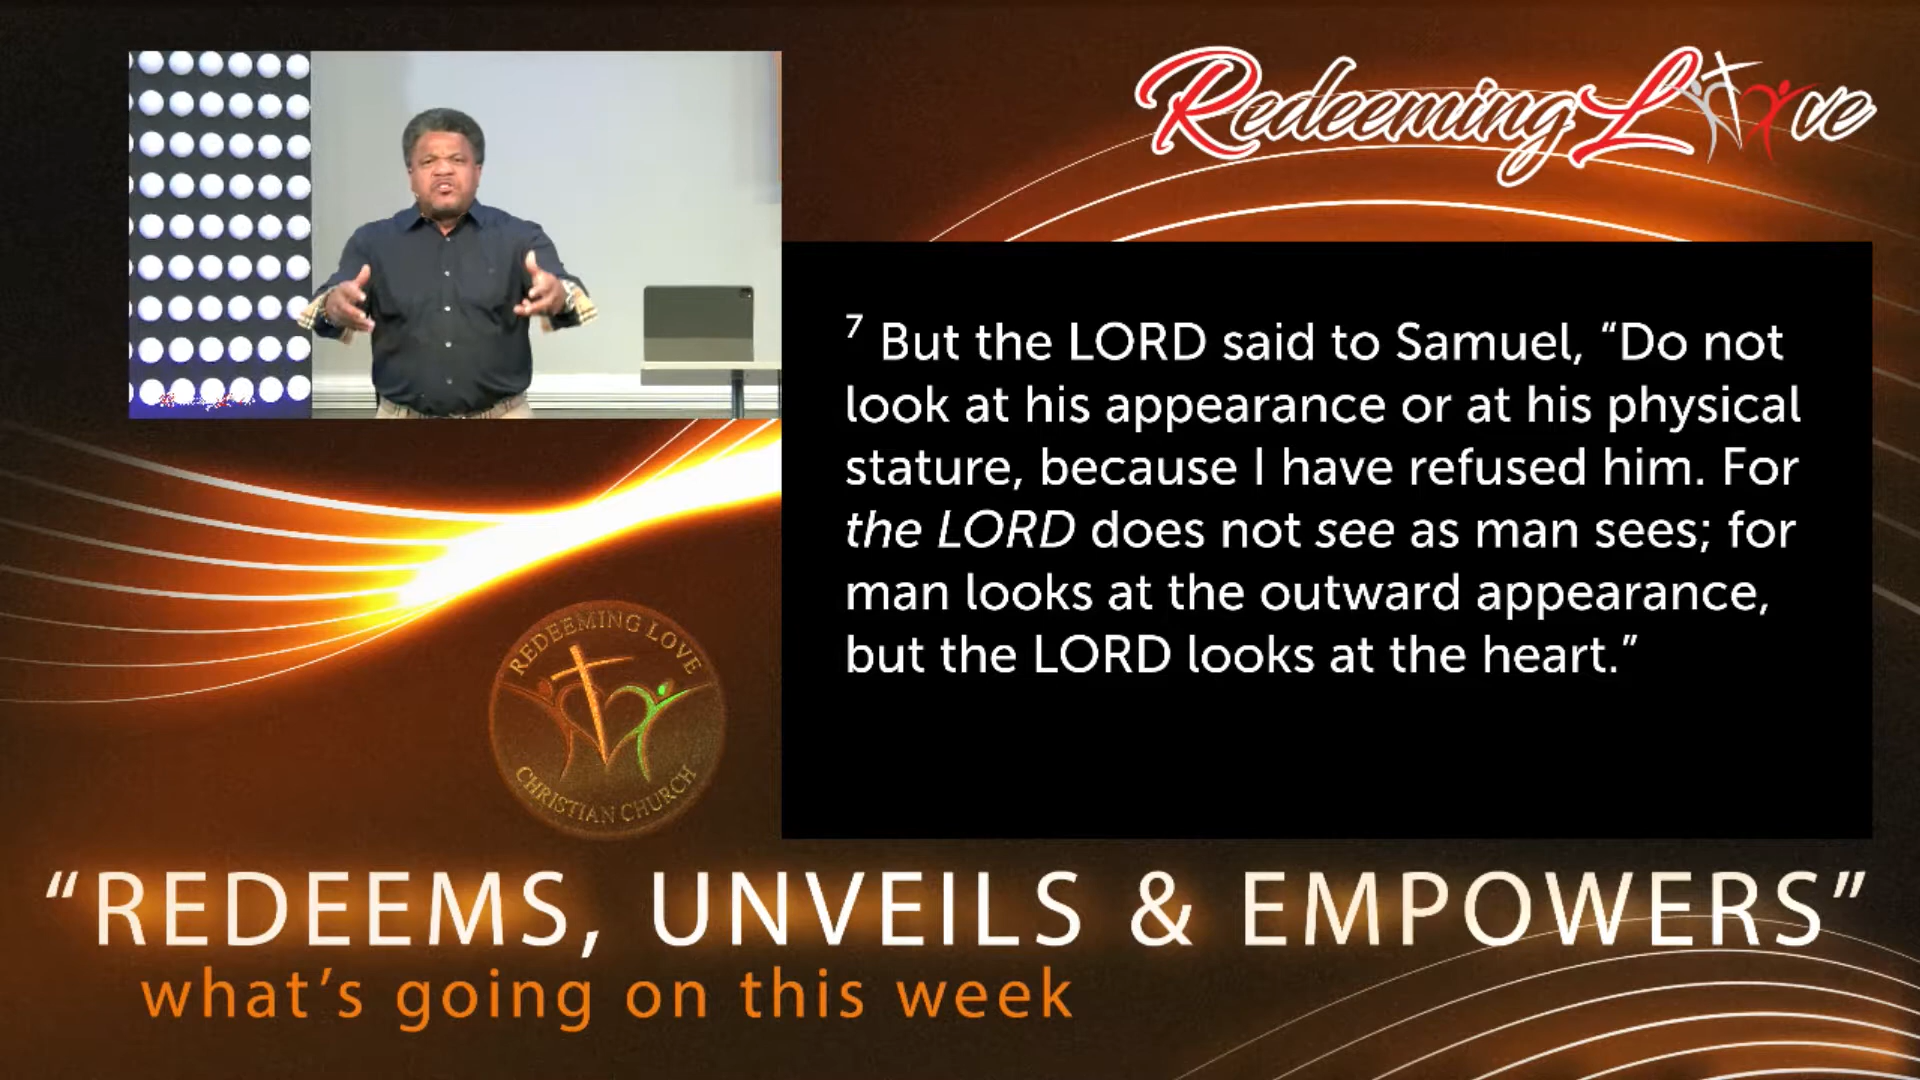 Redeeming Love
⁷ But the LORD said to Samuel, “Do not
look at his appearance or at his physical
stature, because I have refused him. For
the LORD does not see as man sees; for
man looks at the outward appearance,
but the LORD looks at the heart.”
REDEEMING LOVE
CHRISTIAN CHURCH
“REDEEMS, UNVEILS & EMPOWERS”
what’s going on this week